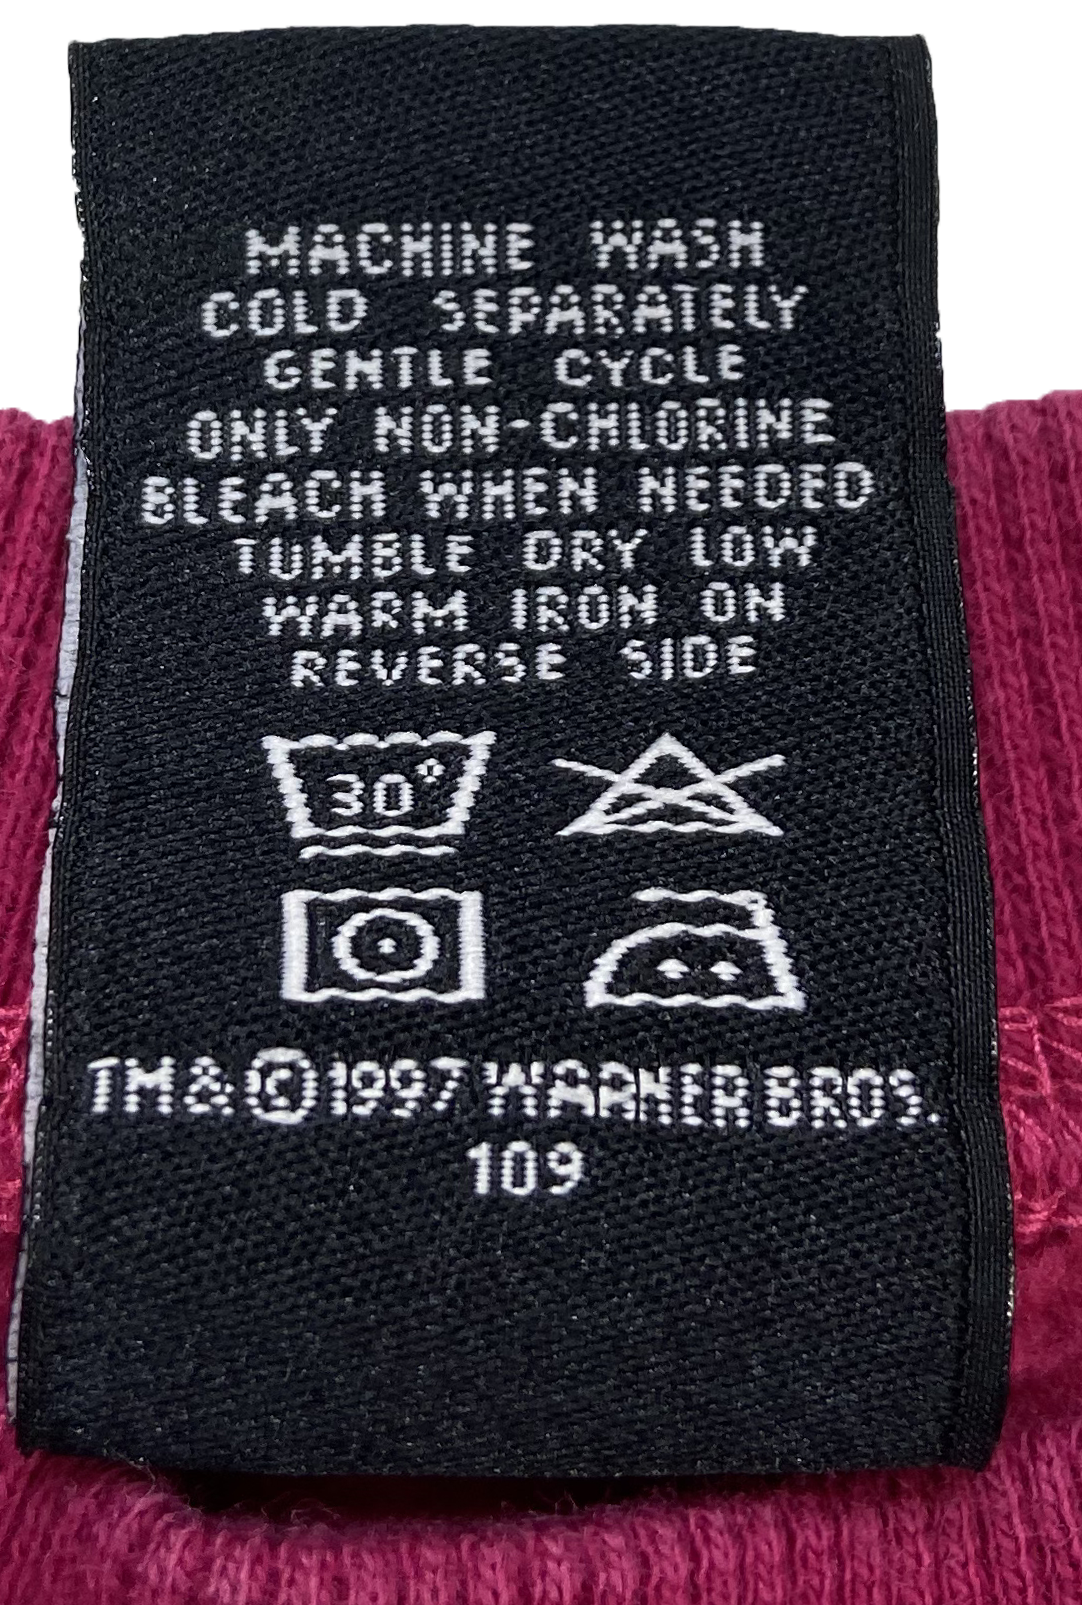 MACHINE WASH
COLD SEPARATELY
GENTLE CYCLE
ONLY NON-CHLORINE
BLEACH WHEN NEEDED
TUMBLE DRY LOW
WARM IRON ON
REVERSE SIDE
30°
TM & © 1997 WARNER BROS.
109